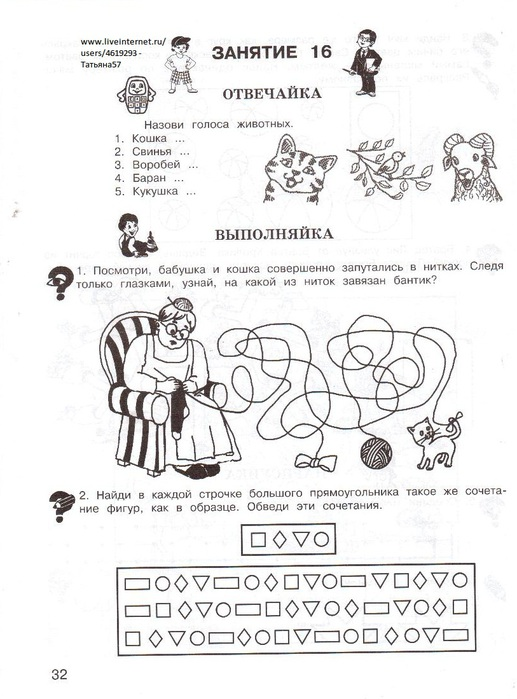 www.liveinternet.ru/
users/4619293 -
Татьяна57
ЗАНЯТИЕ 16
ОТВЕЧАЙКА
Назови голоса животных.
1. Кошка ...
2. Свинья ...
3. Воробей ...
4. Баран ...
5. Кукушка ...
ВЫПОЛНЯЙКА
1. Посмотри, бабушка и кошка совершенно запутались в нитках. Следя
только глазками, узнай, на какой из ниток завязан бантик?
2. Найди в каждой строчке большого прямоугольника такое же сочета-
ние фигур, как в образце. Обведи эти сочетания.
32